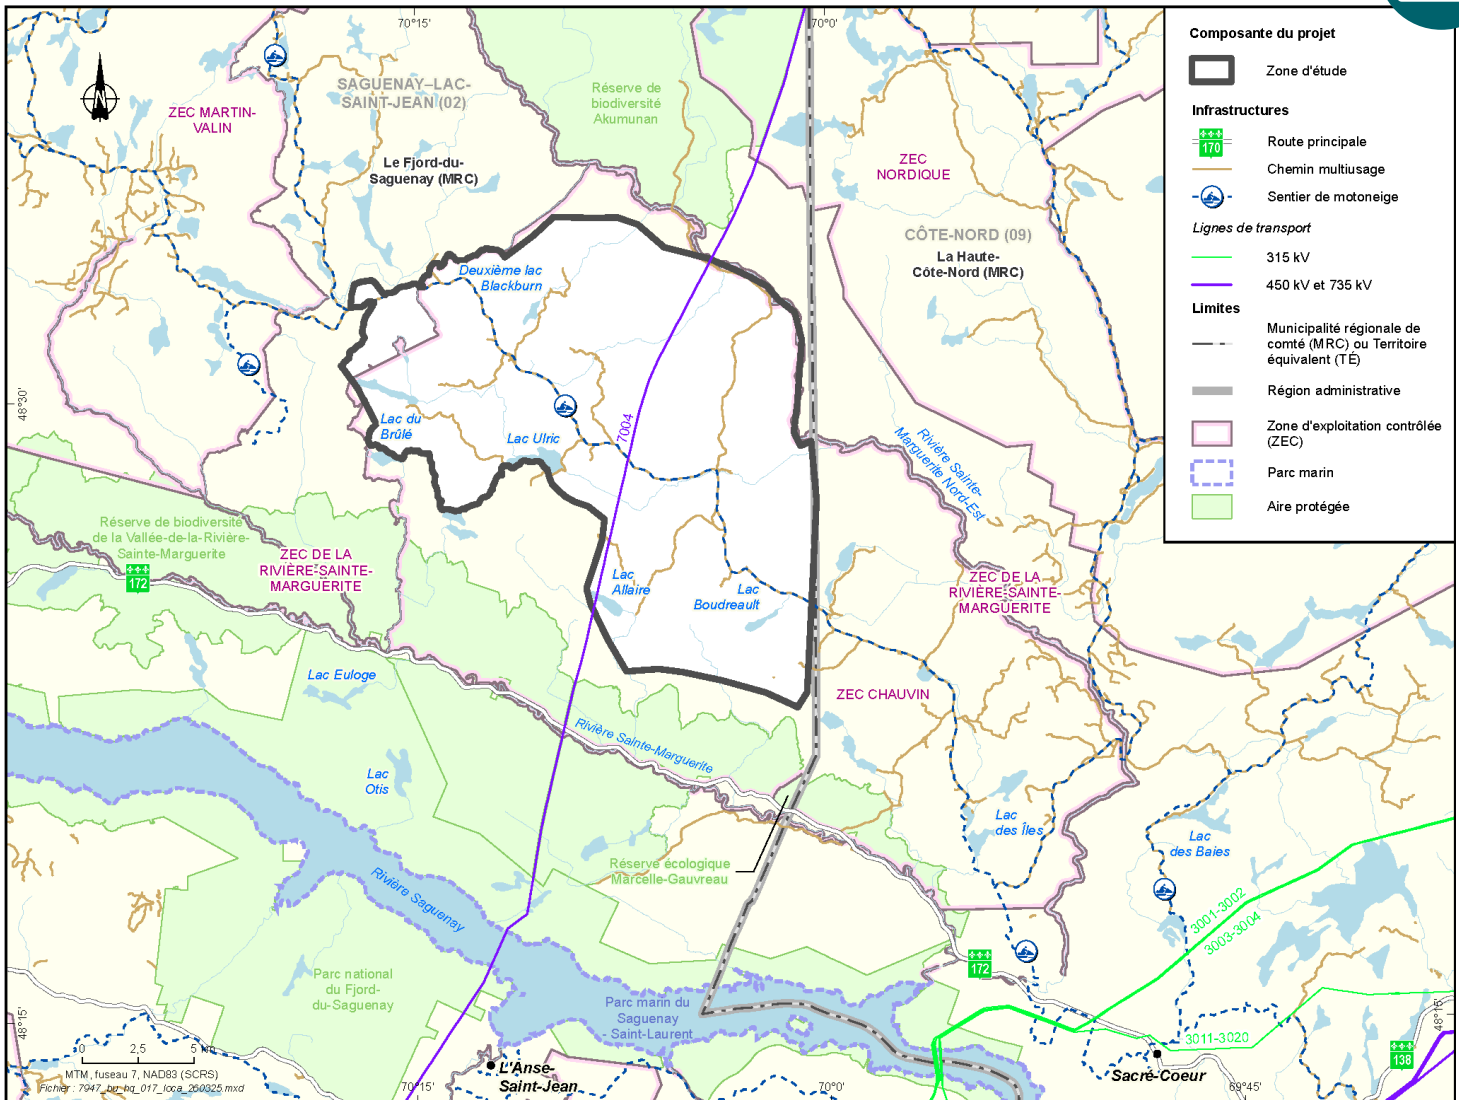 70°15'
70°0'
SAGUENAY–LAC-
SAINT-JEAN (02)
ZEC MARTIN-
VALIN
Le Fjord-du-
Saguenay (MRC)
Réserve de
biodiversité
Akumunan
ZEC
NORDIQUE
CÔTE-NORD (09)
La Haute-
Côte-Nord (MRC)
Deuxième lac
Blackburn
Lac du
Brûlé
Lac Ulric
7004
Rivière Sainte-
Marguerite Nord-Est
48°30'
Réserve de biodiversité
de la Vallée-de-la-Rivière-
Sainte-Marguerite
172
ZEC DE LA
RIVIÈRE-SAINTE-
MARGUERITE
Lac
Allaire
Lac
Boudreault
ZEC DE LA
RIVIÈRE-SAINTE-
MARGUERITE
Lac Euloge
ZEC CHAUVIN
Rivière Sainte-Marguerite
Lac
Otis
Lac
des Îles
Lac
des Baies
Réserve écologique
Marcelle-Gauvreau
Rivière Saguenay
3001-3002
3003-3004
172
Parc national
du Fjord-
du-Saguenay
Parc marin du
Saguenay
- Saint-Laurent
48°15'
48°15'
3011-3020
138
L'Anse-
Saint-Jean
Sacré-Coeur
70°15'
70°0'
69°45'
0 2,5 5 km
MTM, fuseau 7, NAD83 (SCRS)
Fichier : 7947_bu_hq_017_loca_260325.mxd
Composante du projet
Zone d'étude
Infrastructures
170
Route principale
Chemin multiusage
Sentier de motoneige
Lignes de transport
315 kV
450 kV et 735 kV
Limites
Municipalité régionale de
comté (MRC) ou Territoire
équivalent (TÉ)
Région administrative
Zone d'exploitation contrôlée
(ZEC)
Parc marin
Aire protégée